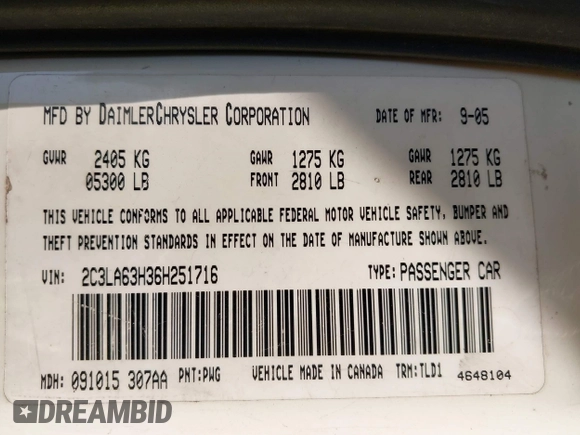 MFD BY DAIMLERCHRYSLER CORPORATION DATE OF MFR: 9-05
GVWR 2405 KG GAWR 1275 KG GAWR 1275 KG
05300 LB FRONT 2810 LB REAR 2810 LB
THIS VEHICLE CONFORMS TO ALL APPLICABLE FEDERAL MOTOR VEHICLE SAFETY, BUMPER AND
THEFT PREVENTION STANDARDS IN EFFECT ON THE DATE OF MANUFACTURE SHOWN ABOVE.
VIN: 2C3LA63H36H251716 TYPE: PASSENGER CAR
MDH: 091015 307AA PNT: PWG VEHICLE MADE IN CANADA TRM: TLD1 4648104
DREAMBID